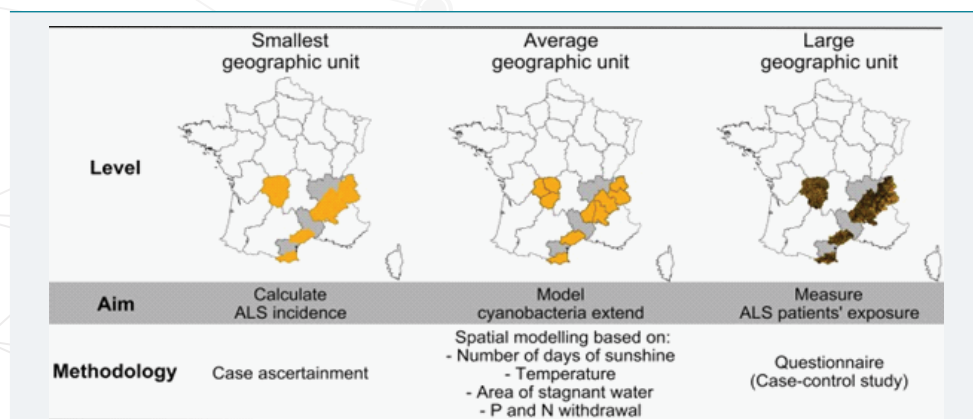 Smallest
geographic unit
Average
geographic unit
Large
geographic unit
Level
Aim
Calculate
ALS incidence
Model
cyanobacteria extend
Measure
ALS patients' exposure
Methodology
Case ascertainment
Spatial modelling based on:
- Number of days of sunshine
- Temperature
- Area of stagnant water
- P and N withdrawal
Questionnaire
(Case-control study)